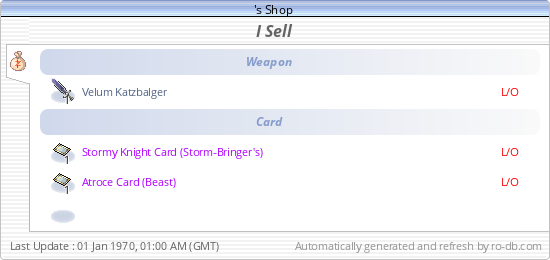 's Shop
I Sell
Weapon
Velum Katzbalger L/O
Card
Stormy Knight Card (Storm-Bringer's) L/O
Atroce Card (Beast) L/O
Last Update : 01 Jan 1970, 01:00 AM (GMT) Automatically generated and refresh by ro-db.com